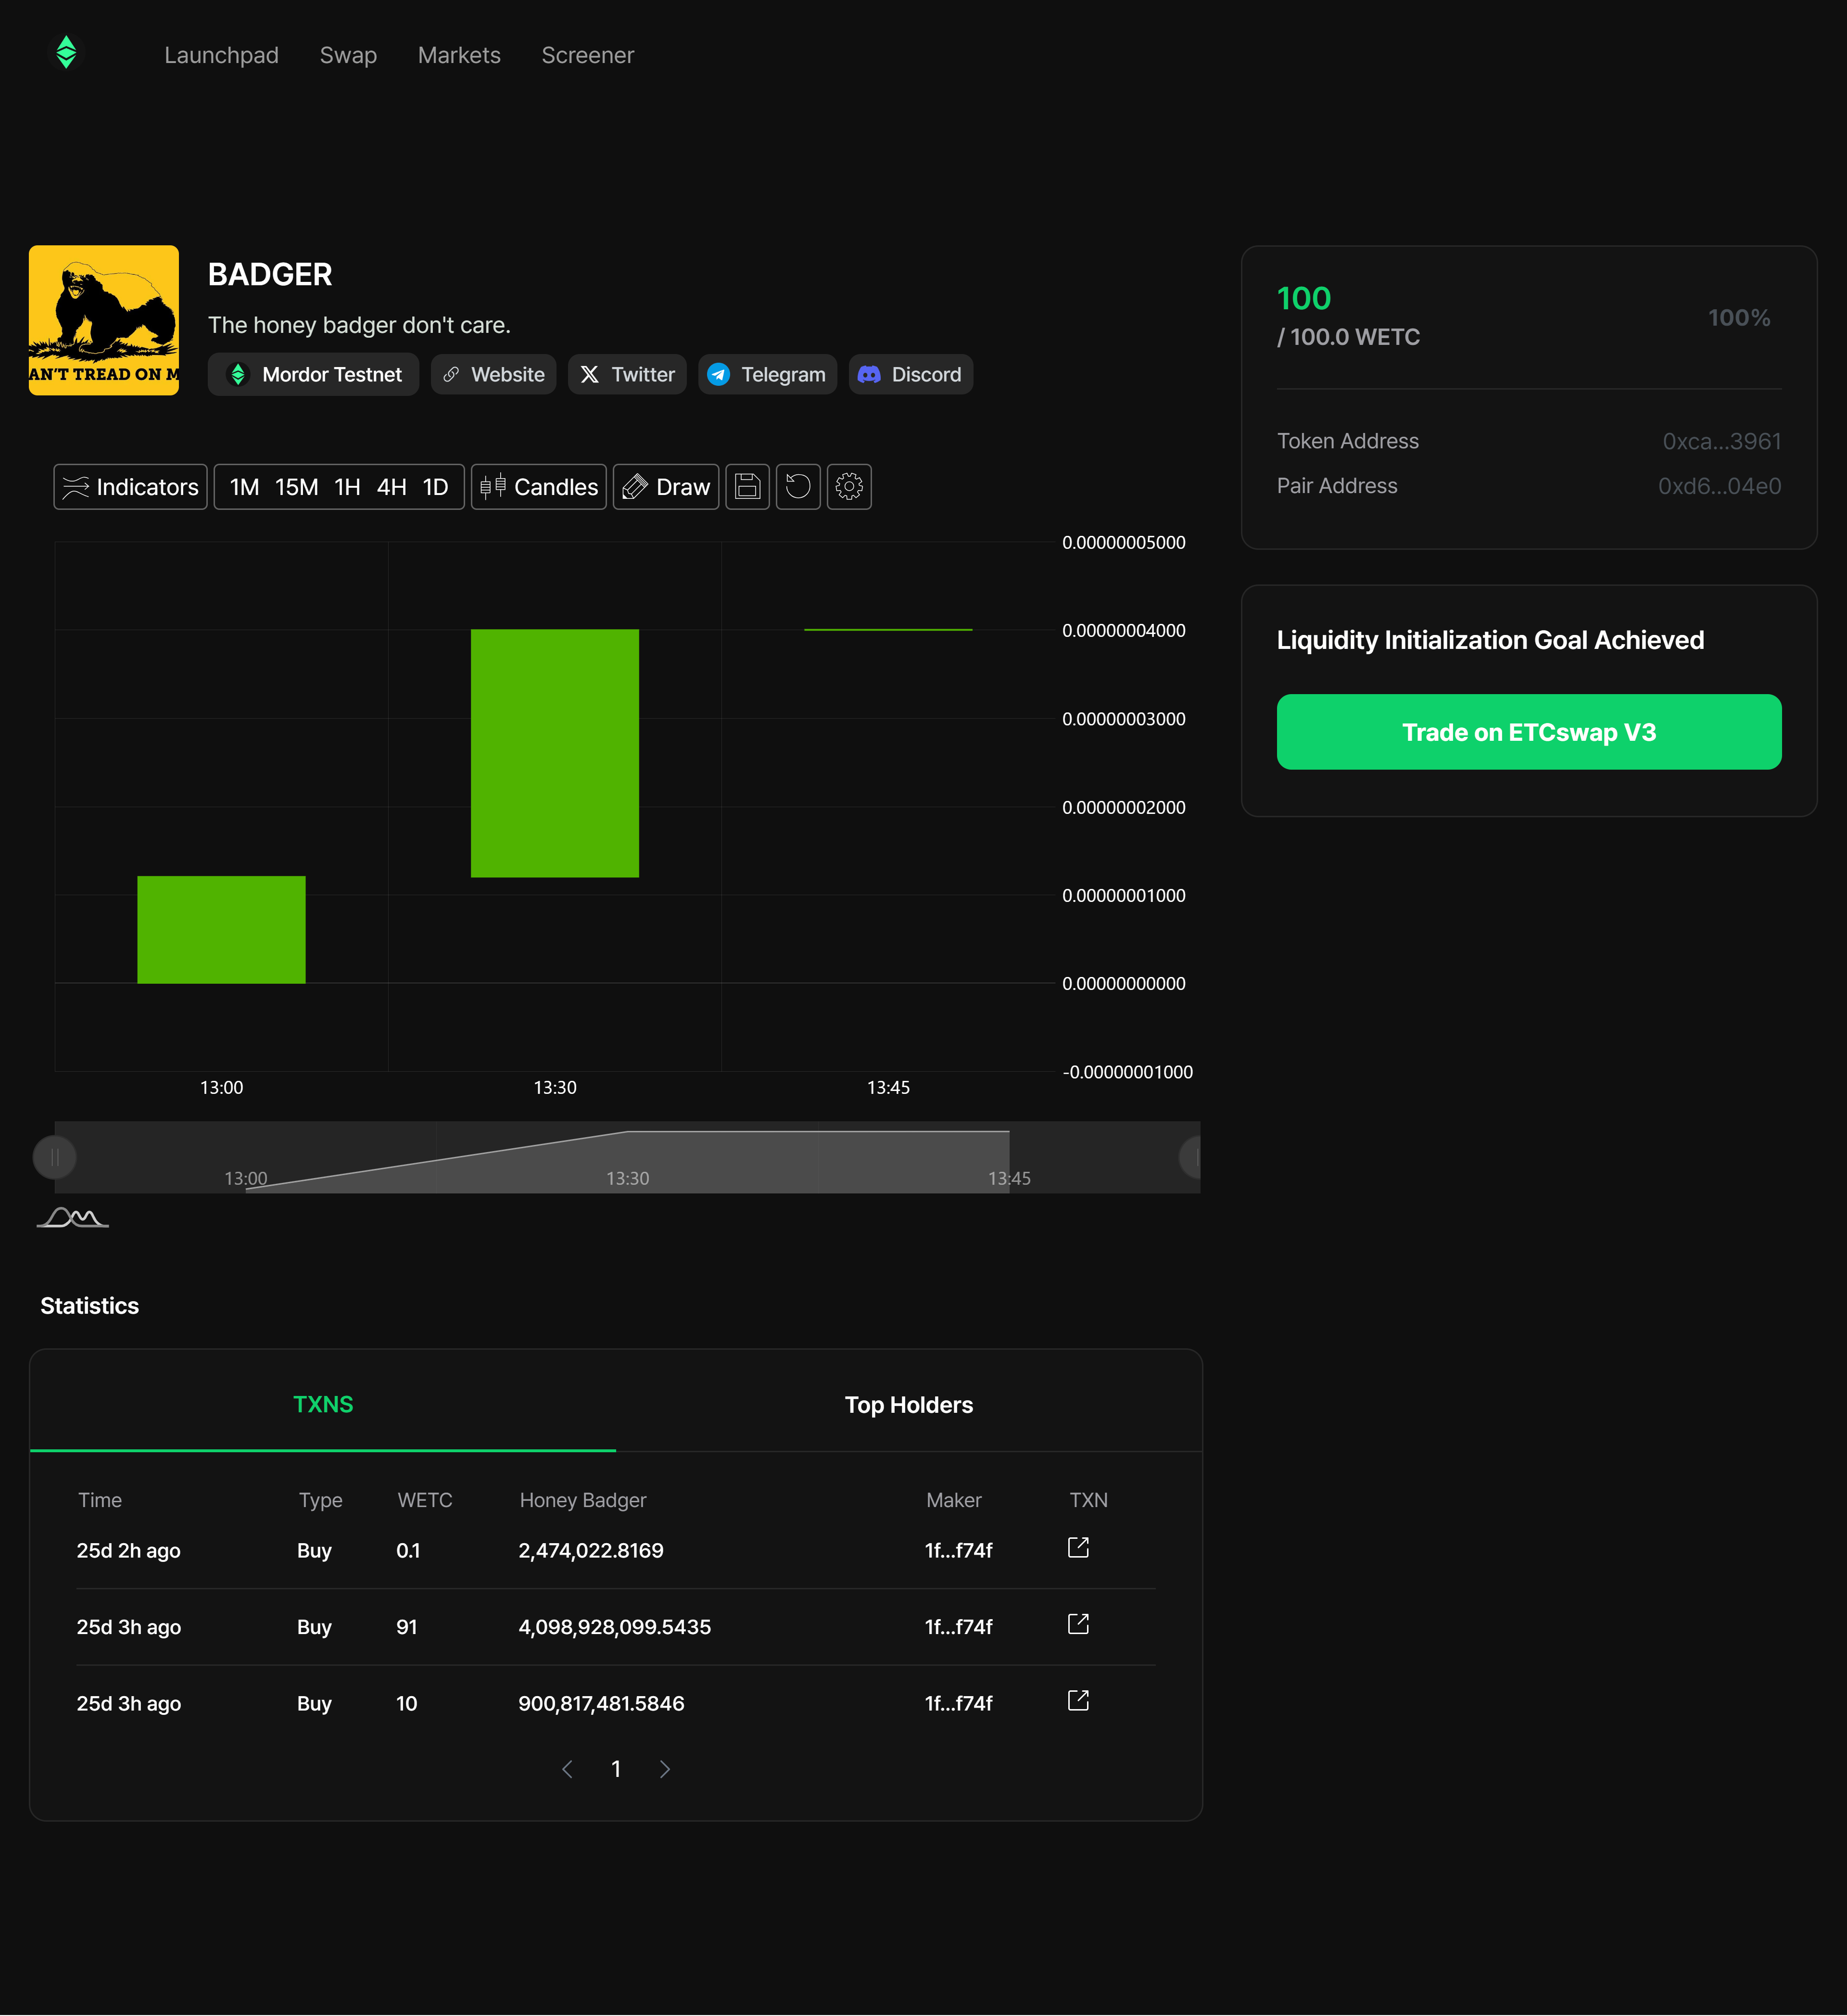 Launchpad Swap Markets Screener
BADGER
The honey badger don't care.
AN'T TREAD ON M
Mordor Testnet Website Twitter Telegram Discord
100
/ 100.0 WETC
100%
Token Address 0xca...3961
Pair Address 0xd6...04e0
Liquidity Initialization Goal Achieved
Trade on ETCswap V3
Indicators 1M 15M 1H 4H 1D Candles Draw
0.00000005000
0.00000004000
0.00000003000
0.00000002000
0.00000001000
0.00000000000
-0.00000001000
13:00 13:30 13:45
13:00 13:30 13:45
Statistics
TXNS Top Holders
Time Type WETC Honey Badger Maker TXN
25d 2h ago Buy 0.1 2,474,022.8169 1f...f74f
25d 3h ago Buy 91 4,098,928,099.5435 1f...f74f
25d 3h ago Buy 10 900,817,481.5846 1f...f74f
1